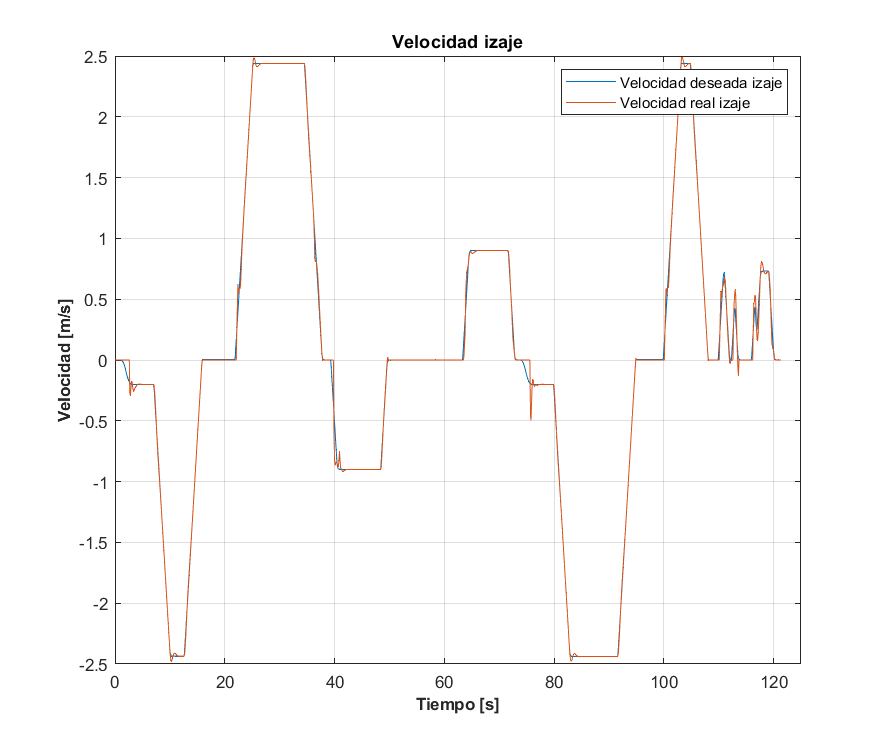 Velocidad izaje
Velocidad deseada izaje
Velocidad real izaje
2.5
2
1.5
1
0.5
0
-0.5
-1
-1.5
-2
-2.5
Velocidad [m/s]
0 20 40 60 80 100 120
Tiempo [s]